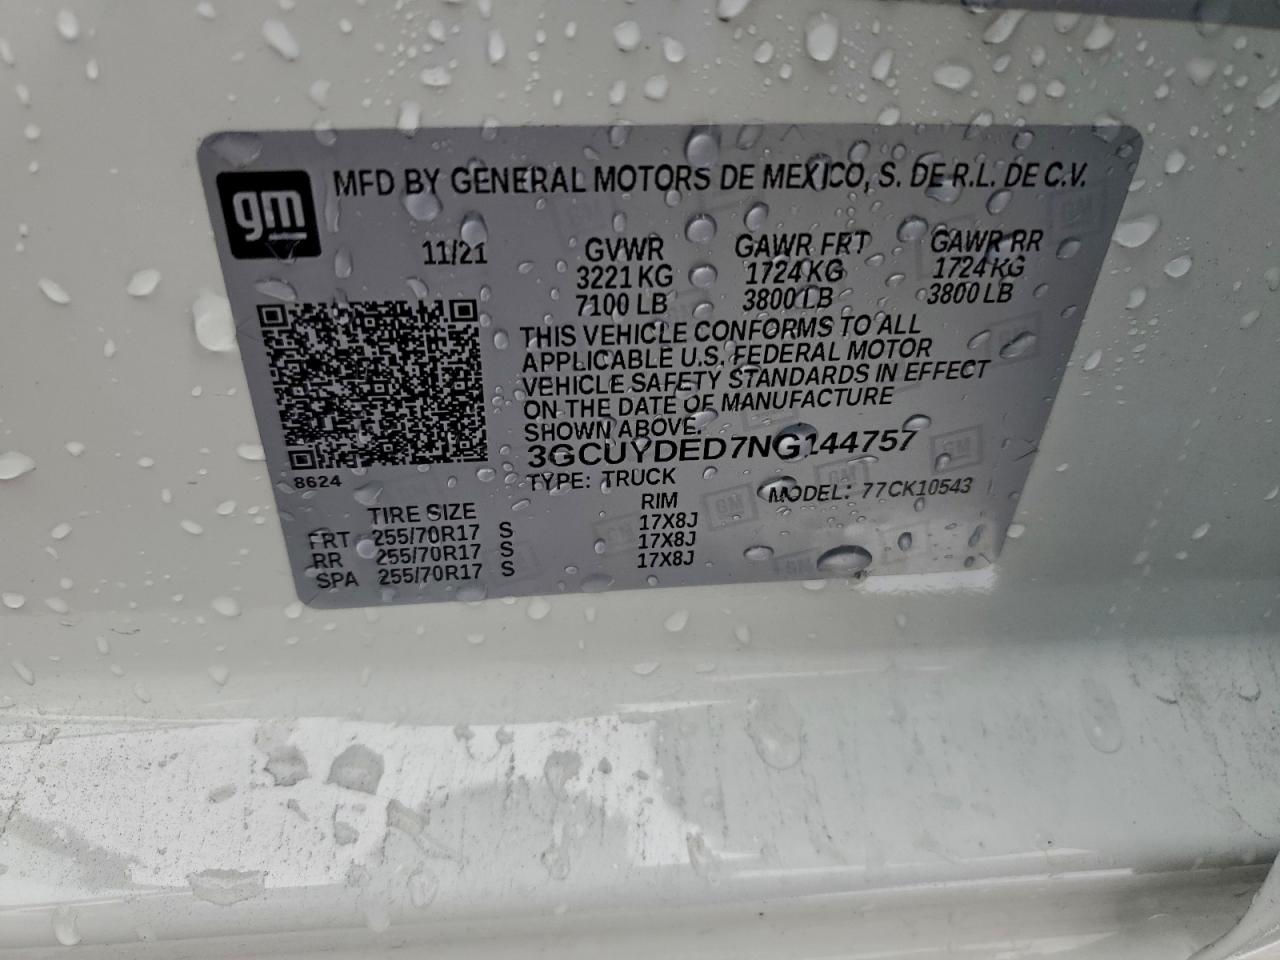 gm
MFD BY GENERAL MOTORS DE MEXICO, S. DE R.L. DE C.V.
11/21 GVWR GAWR FRT GAWR RR
3221 KG 1724 KG 1724 KG
7100 LB 3800 LB 3800 LB
THIS VEHICLE CONFORMS TO ALL
APPLICABLE U.S. FEDERAL MOTOR
VEHICLE SAFETY STANDARDS IN EFFECT
ON THE DATE OF MANUFACTURE
SHOWN ABOVE.
3GCUYDED7NG144757
8624
TYPE: TRUCK MODEL: 77CK10543
TIRE SIZE RIM
FRT 255/70R17 S 17X8J
RR 255/70R17 S 17X8J
SPA 255/70R17 S 17X8J